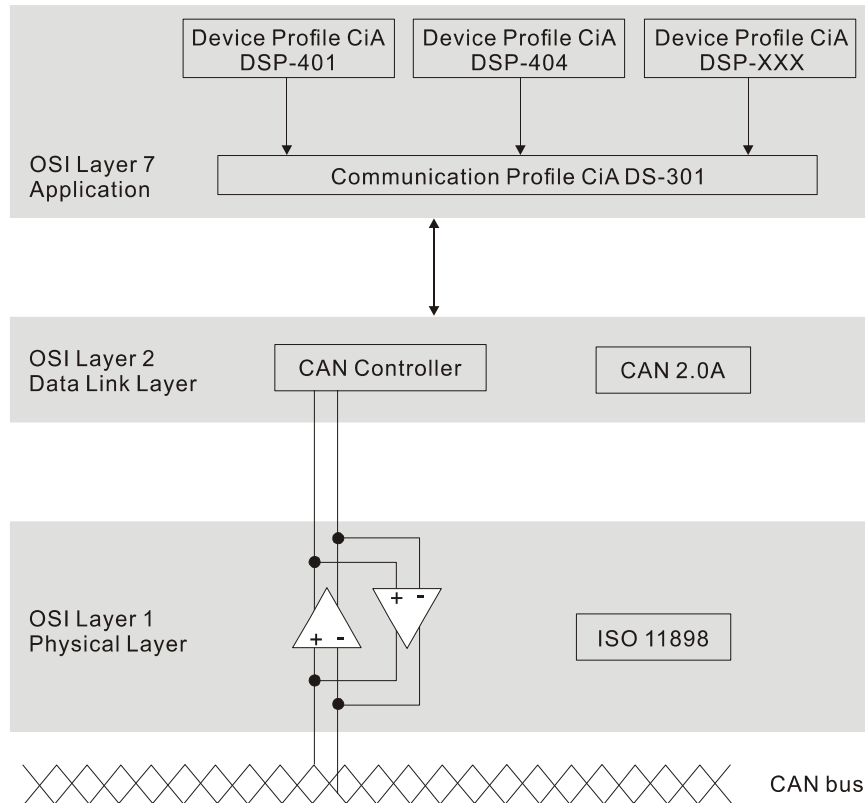 Device Profile CiA
DSP-401
Device Profile CiA
DSP-404
Device Profile CiA
DSP-XXX
OSI Layer 7
Application
Communication Profile CiA DS-301
OSI Layer 2
Data Link Layer
CAN Controller
CAN 2.0A
OSI Layer 1
Physical Layer
+ -
+ -
ISO 11898
CAN bus